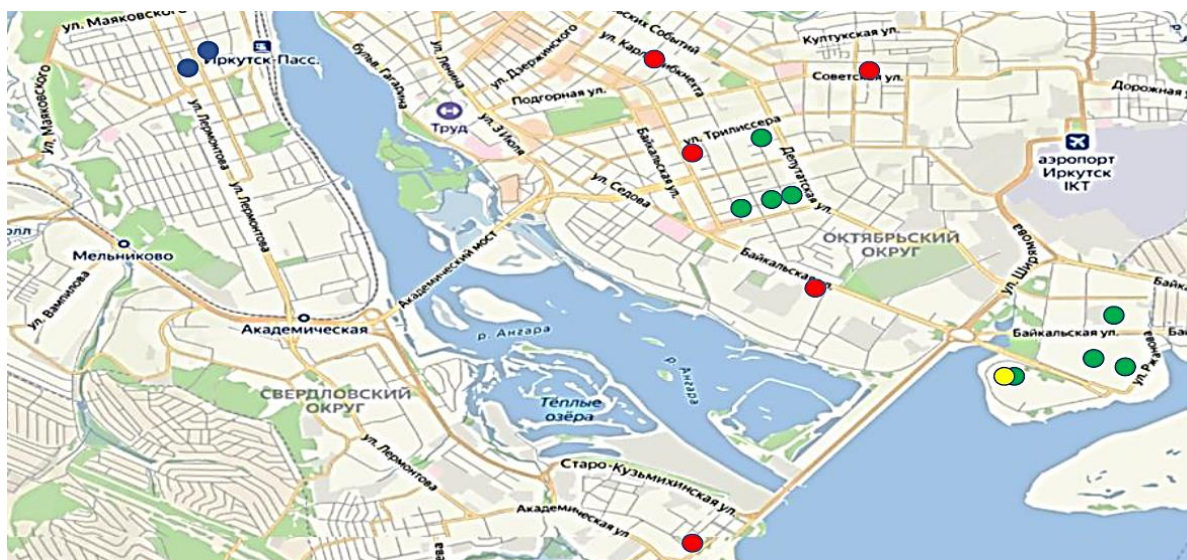 ул. Маяковского
Иркутск-Пасс.
ул. Маяковского
ул. Лермонтова
ул. Лермонтова
Мельниково
ул. Вампилова
Академическая
СВЕРДЛОВСКИЙ
ОКРУГ
ул. Лермонтова
бульв. Гагарина
ул. Ленина
ул. Дзержинского
Труд
ул. 3 Июля
Подгорная ул.
Событий
ул. Карла
Култукская ул.
Советская ул.
Дорожная ул.
аэропорт
Иркутск
IKT
ул. Трилиссера
Байкальская ул.
Депутатская ул.
ул. Седова
Академический мост
р. Ангара
р. Ангара
Тёплые
озёра
ОКТЯБРЬСКИЙ
ОКРУГ
ул. Ширямова
Байкальская ул.
Байкальская ул.
Старо-Кузьмихинская ул.
Академическая ул.